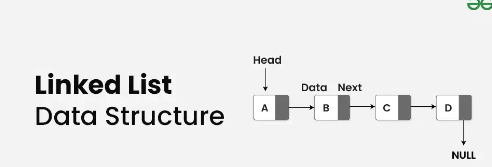 Linked List
Data Structure
Head
Data Next
A B C D
NULL